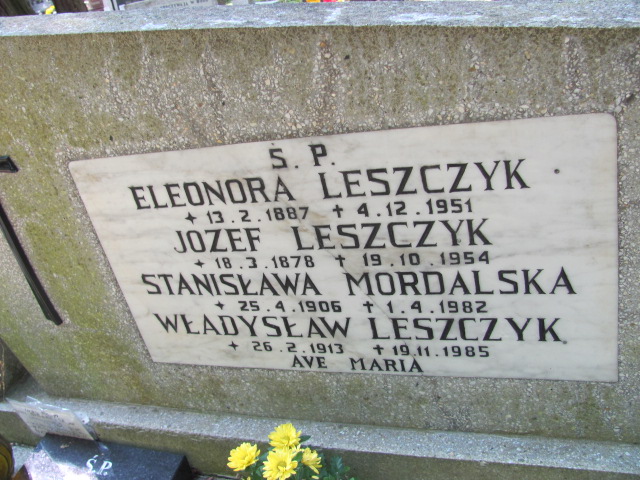 Ś. P.
ELEONORA LESZCZYK
✦ 13.2.1887 ✝ 4.12.1951
JÓZEF LESZCZYK
✦ 18.3.1878 ✝ 19.10.1954
STANISŁAWA MORDALSKA
✦ 25.4.1906 ✝ 1.4.1982
WŁADYSŁAW LESZCZYK
✦ 26.2.1913 ✝ 19.11.1985
AVE MARIA
Ś.P.